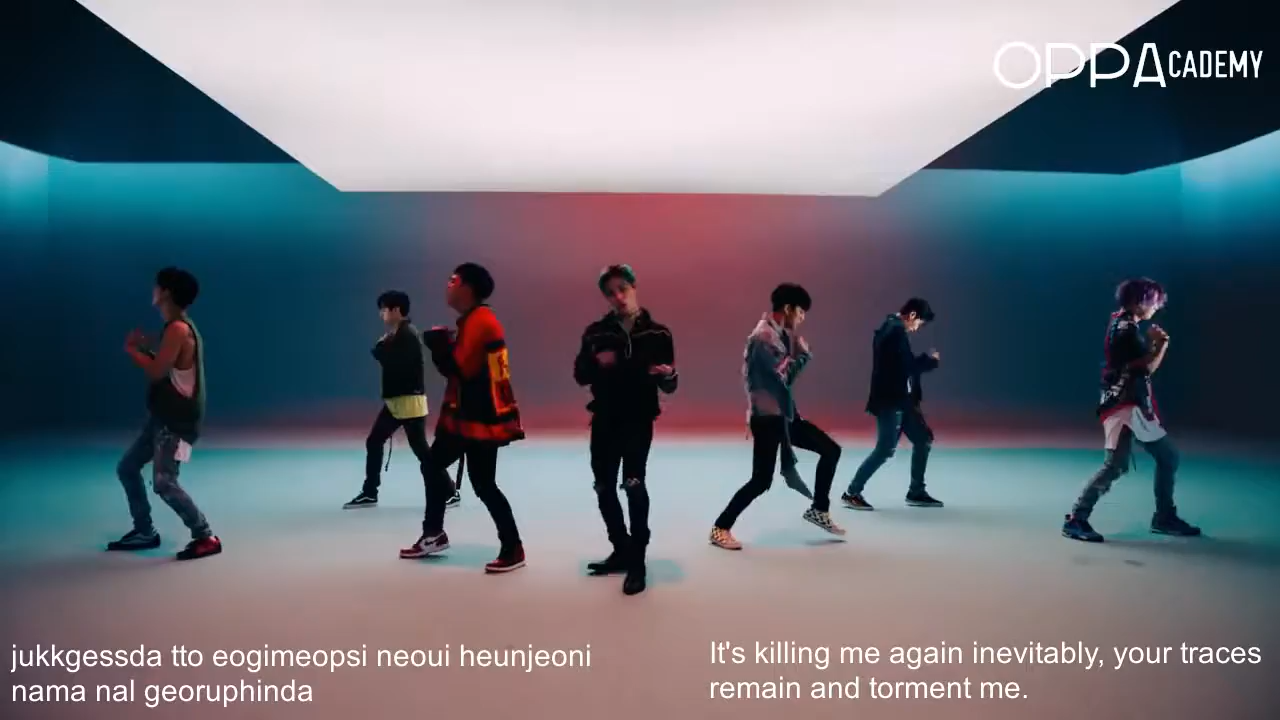 OPPACADEMY
jukkgessda tto eogimeopsi neoui heunjeoni
nama nal georuphinda
It's killing me again inevitably, your traces
remain and torment me.